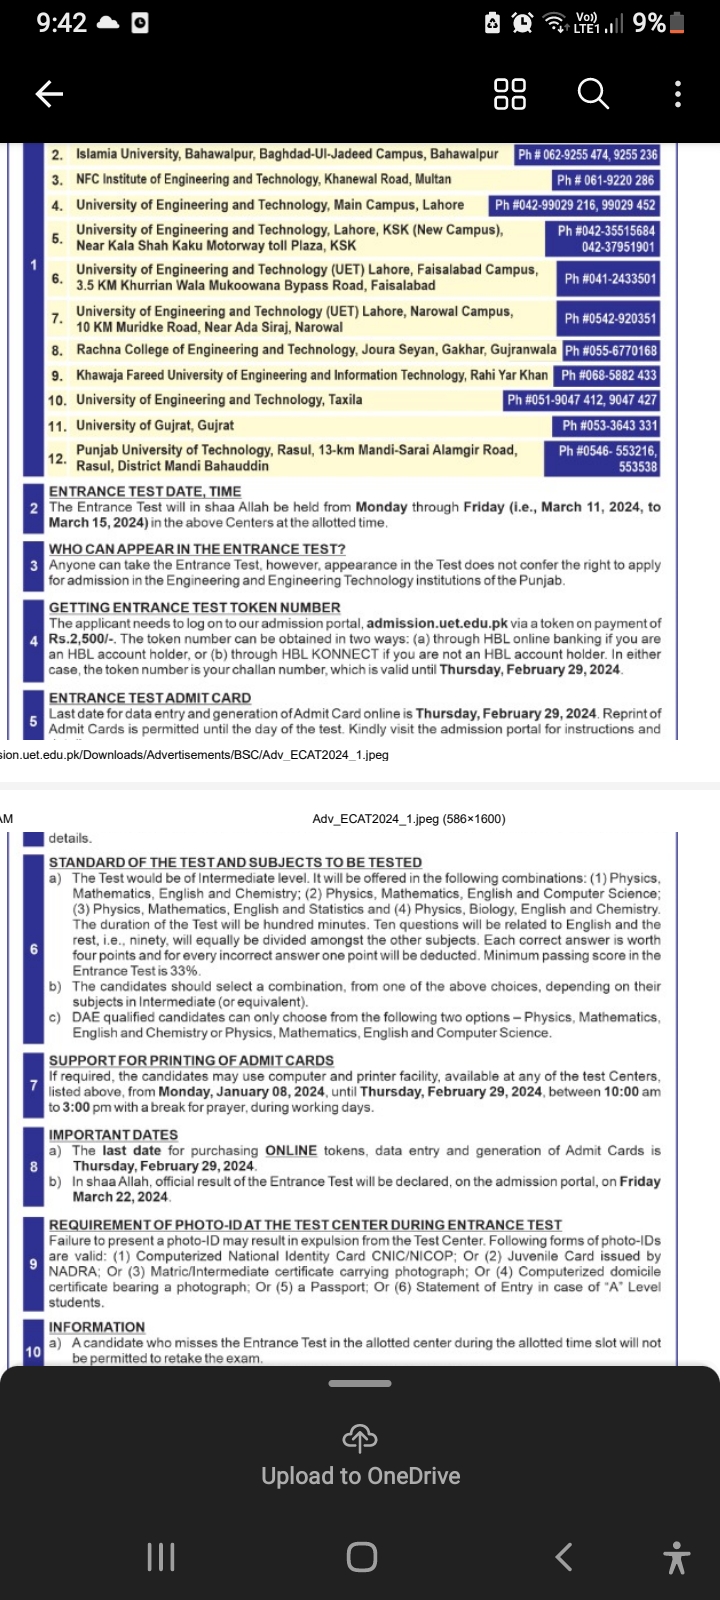 9:42
Vo)) LTE1 9%
2. Islamia University, Bahawalpur, Baghdad-Ul-Jadeed Campus, Bahawalpur Ph # 062-9255 474, 9255 236
3. NFC Institute of Engineering and Technology, Khanewal Road, Multan Ph # 061-9220 286
4. University of Engineering and Technology, Main Campus, Lahore Ph #042-99029 216, 99029 452
5. University of Engineering and Technology, Lahore, KSK (New Campus), Ph #042-35515684
Near Kala Shah Kaku Motorway toll Plaza, KSK 042-37951901
1
6. University of Engineering and Technology (UET) Lahore, Faisalabad Campus, Ph #041-2433501
3.5 KM Khurrian Wala Mukoowana Bypass Road, Faisalabad
7. University of Engineering and Technology (UET) Lahore, Narowal Campus, Ph #0542-920351
10 KM Muridke Road, Near Ada Siraj, Narowal
8. Rachna College of Engineering and Technology, Joura Seyan, Gakhar, Gujranwala Ph #055-6770168
9. Khawaja Fareed University of Engineering and Information Technology, Rahi Yar Khan Ph #068-5882 433
10. University of Engineering and Technology, Taxila Ph #051-9047 412, 9047 427
11. University of Gujrat, Gujrat Ph #053-3643 331
12. Punjab University of Technology, Rasul, 13-km Mandi-Sarai Alamgir Road, Ph #0546- 553216,
Rasul, District Mandi Bahauddin 553538
2 ENTRANCE TEST DATE, TIME
The Entrance Test will in shaa Allah be held from Monday through Friday (i.e., March 11, 2024, to
March 15, 2024) in the above Centers at the allotted time.
3 WHO CAN APPEAR IN THE ENTRANCE TEST?
Anyone can take the Entrance Test, however, appearance in the Test does not confer the right to apply
for admission in the Engineering and Engineering Technology institutions of the Punjab.
4 GETTING ENTRANCE TEST TOKEN NUMBER
The applicant needs to log on to our admission portal, admission.uet.edu.pk via a token on payment of
Rs.2,500/-. The token number can be obtained in two ways: (a) through HBL online banking if you are
an HBL account holder, or (b) through HBL KONNECT if you are not an HBL account holder. In either
case, the token number is your challan number, which is valid until Thursday, February 29, 2024.
5 ENTRANCE TEST ADMIT CARD
Last date for data entry and generation of Admit Card online is Thursday, February 29, 2024. Reprint of
Admit Cards is permitted until the day of the test. Kindly visit the admission portal for instructions and
sion.uet.edu.pk/Downloads/Advertisements/BSC/Adv_ECAT2024_1.jpeg
AM Adv_ECAT2024_1.jpeg (586×1600)
details.
6 STANDARD OF THE TEST AND SUBJECTS TO BE TESTED
a) The Test would be of Intermediate level. It will be offered in the following combinations: (1) Physics,
Mathematics, English and Chemistry; (2) Physics, Mathematics, English and Computer Science;
(3) Physics, Mathematics, English and Statistics and (4) Physics, Biology, English and Chemistry.
The duration of the Test will be hundred minutes. Ten questions will be related to English and the
rest, i.e., ninety, will equally be divided amongst the other subjects. Each correct answer is worth
four points and for every incorrect answer one point will be deducted. Minimum passing score in the
Entrance Test is 33%.
b) The candidates should select a combination, from one of the above choices, depending on their
subjects in Intermediate (or equivalent).
c) DAE qualified candidates can only choose from the following two options – Physics, Mathematics,
English and Chemistry or Physics, Mathematics, English and Computer Science.
7 SUPPORT FOR PRINTING OF ADMIT CARDS
If required, the candidates may use computer and printer facility, available at any of the test Centers,
listed above, from Monday, January 08, 2024, until Thursday, February 29, 2024, between 10:00 am
to 3:00 pm with a break for prayer, during working days.
8 IMPORTANT DATES
a) The last date for purchasing ONLINE tokens, data entry and generation of Admit Cards is
Thursday, February 29, 2024.
b) In shaa Allah, official result of the Entrance Test will be declared, on the admission portal, on Friday
March 22, 2024.
9 REQUIREMENT OF PHOTO-ID AT THE TEST CENTER DURING ENTRANCE TEST
Failure to present a photo-ID may result in expulsion from the Test Center. Following forms of photo-IDs
are valid: (1) Computerized National Identity Card CNIC/NICOP; Or (2) Juvenile Card issued by
NADRA; Or (3) Matric/Intermediate certificate carrying photograph; Or (4) Computerized domicile
certificate bearing a photograph; Or (5) a Passport; Or (6) Statement of Entry in case of "A" Level
students.
10 INFORMATION
a) A candidate who misses the Entrance Test in the allotted center during the allotted time slot will not
be permitted to retake the exam.
Upload to OneDrive